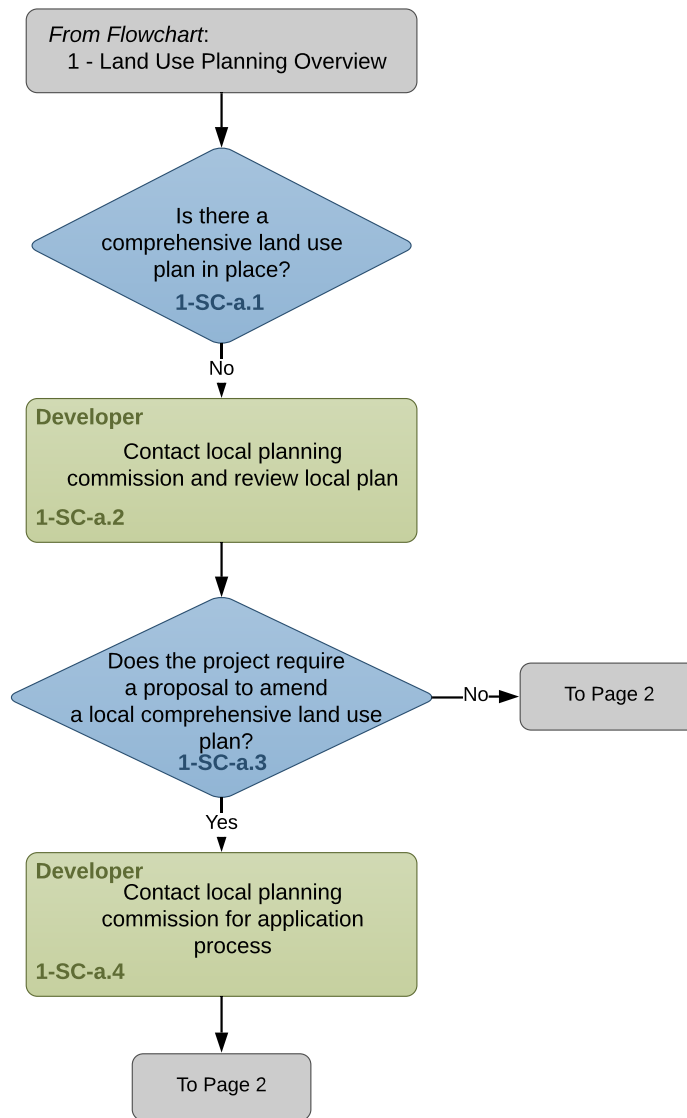 From Flowchart:
1 - Land Use Planning Overview
Is there a
comprehensive land use
plan in place?
1-SC-a.1
No
Developer
Contact local planning
commission and review local plan
1-SC-a.2
Does the project require
a proposal to amend
a local comprehensive land use
plan?
1-SC-a.3
No
To Page 2
Yes
Developer
Contact local planning
commission for application
process
1-SC-a.4
To Page 2